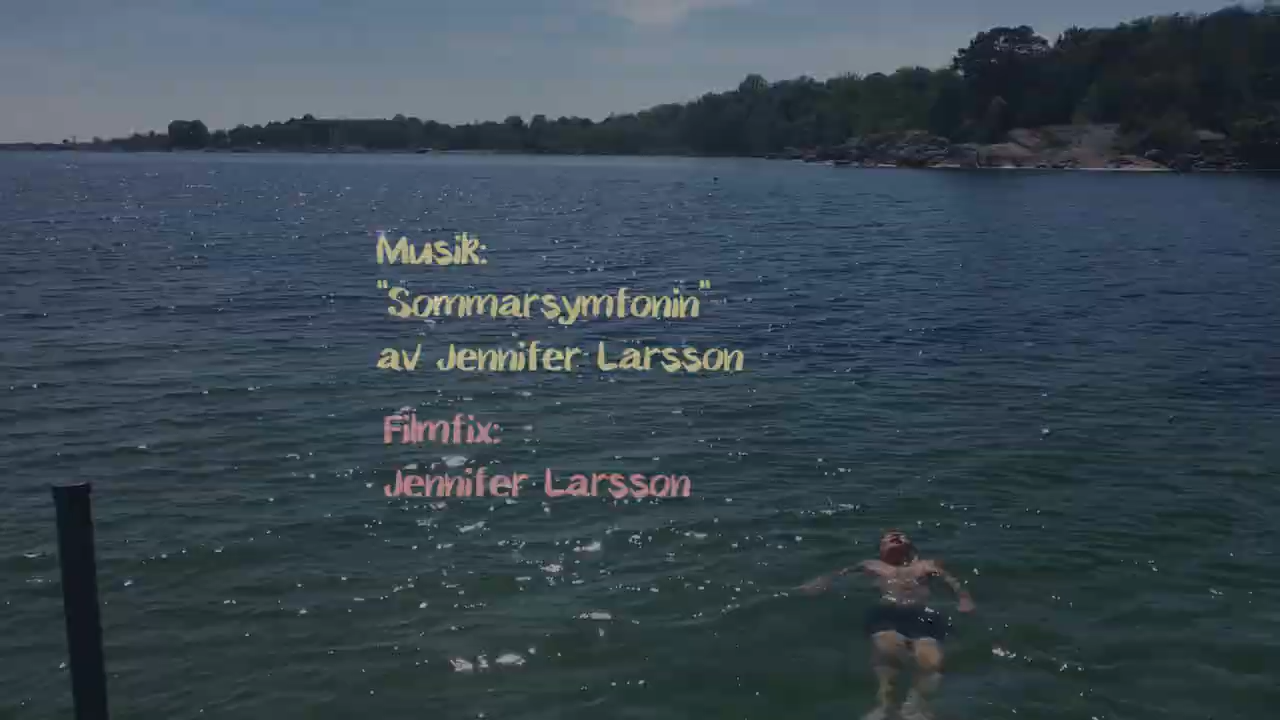 Musik:
"Sommarsymfonin"
av Jennifer Larsson
Filmfix:
Jennifer Larsson